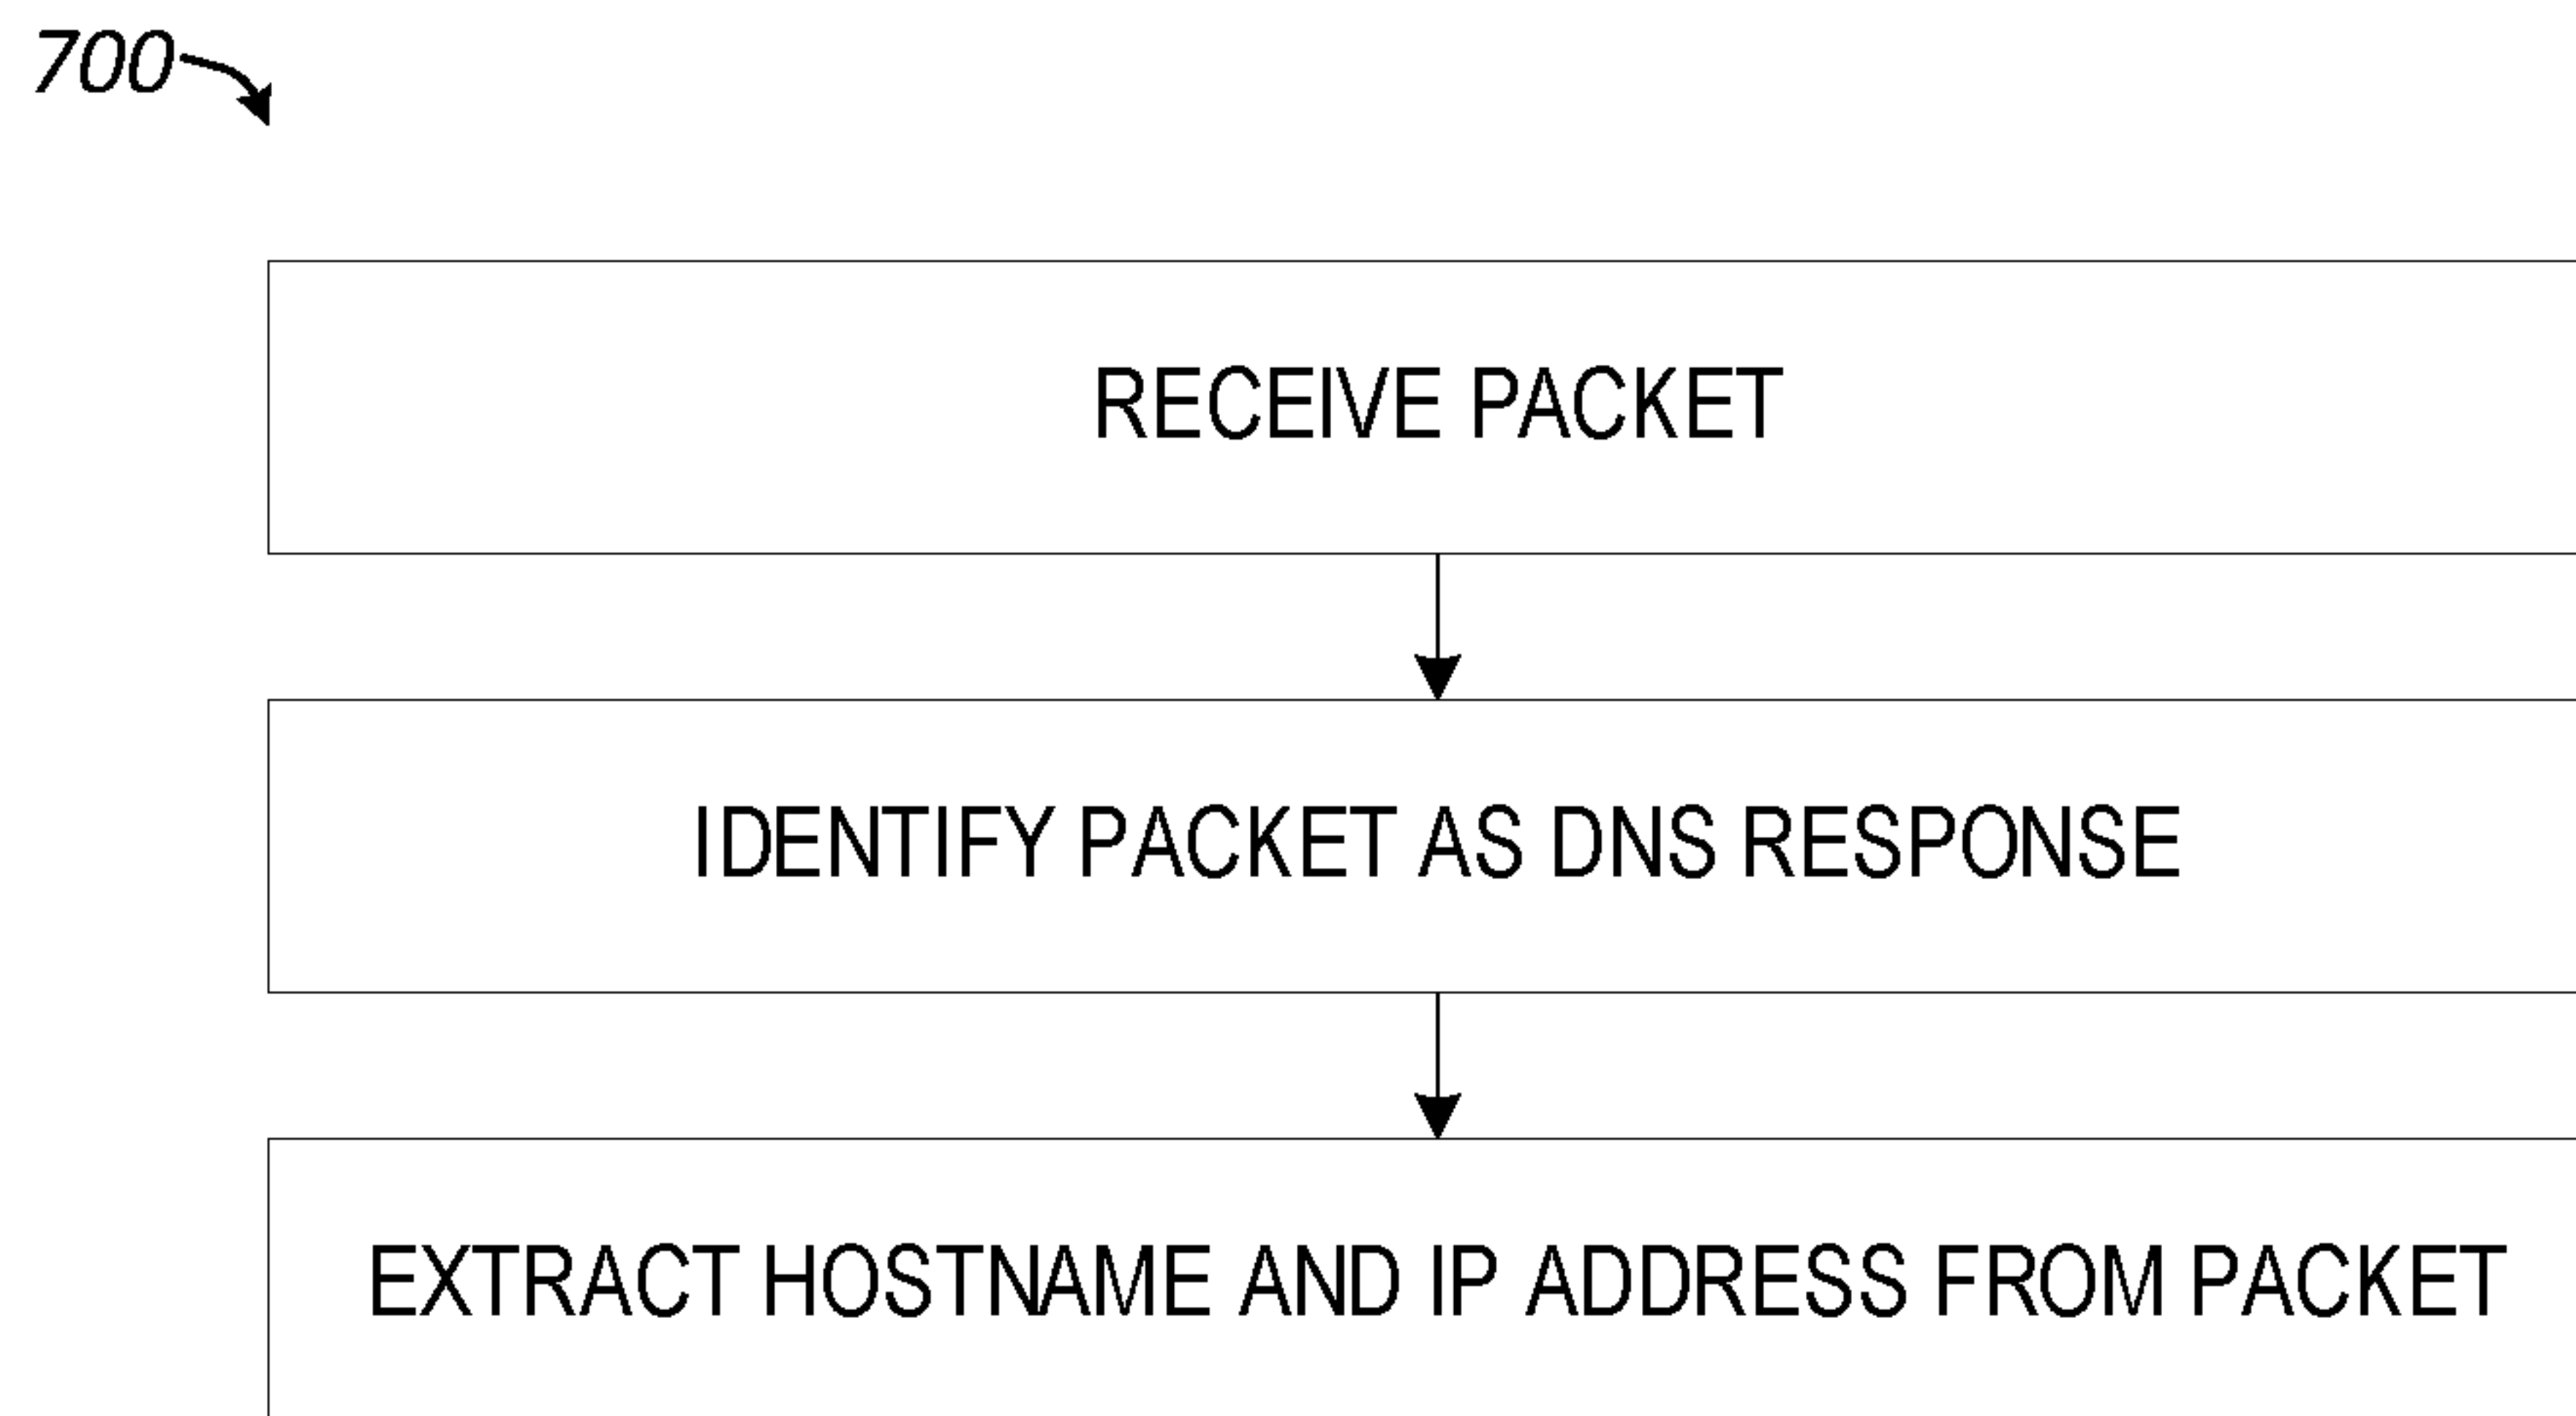 700
RECEIVE PACKET
IDENTIFY PACKET AS DNS RESPONSE
EXTRACT HOSTNAME AND IP ADDRESS FROM PACKET